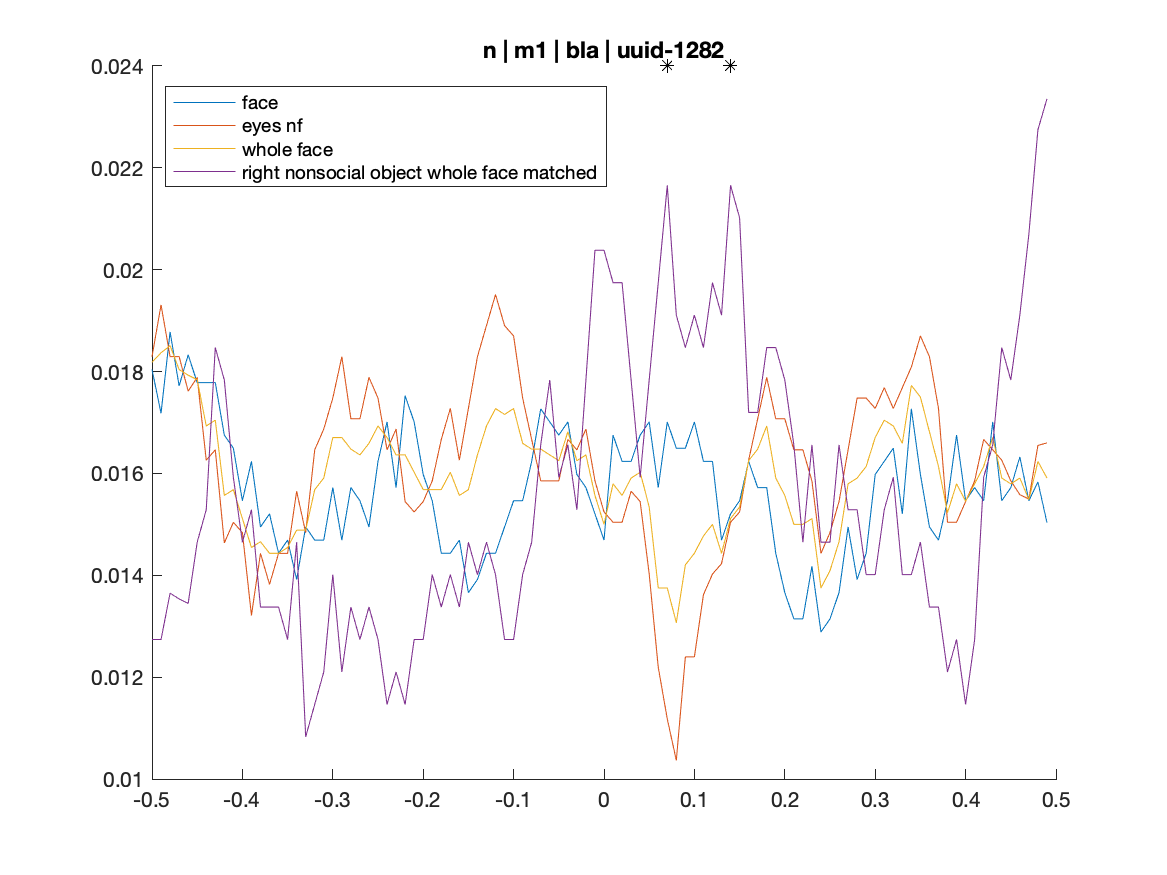 n | m1 | bla | uuid-1282
0.024
0.022
0.02
0.018
0.016
0.014
0.012
0.01
face
eyes nf
whole face
right nonsocial object whole face matched
-0.5 -0.4 -0.3 -0.2 -0.1 0 0.1 0.2 0.3 0.4 0.5